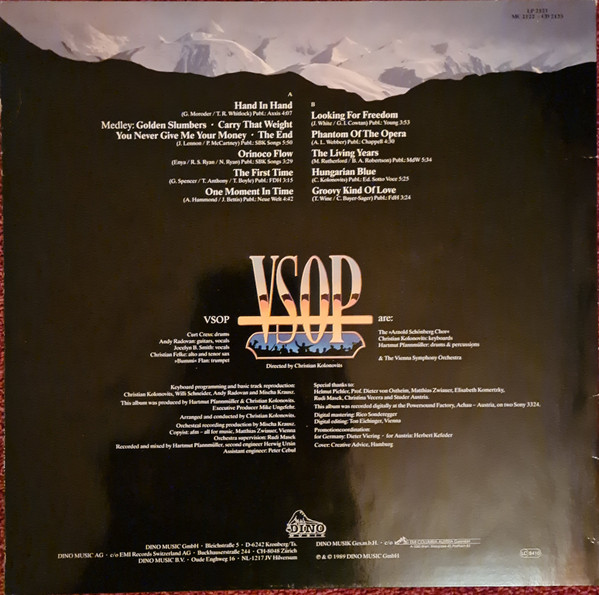 LP 1833
A
Hand In Hand
(G. Moroder / T. R. Whitlock) Publ.: Axsis 4:07
Medley: Golden Slumbers · Carry That Weight
You Never Give Me Your Money · The End
(J. Lennon / P. McCartney) Publ.: SBK Songs 5:50
Orinoco Flow
(Enya / R. S. Ryan / N. Ryan) Publ.: SBK Songs 3:29
The First Time
(G. Spencer / T. Anthony / T. Boyle) Publ.: FDH 3:15
One Moment In Time
(A. Hammond / J. Bettis) Publ.: Neue Welt 4:42
B
Looking For Freedom
(J. White / G. I. Cowtan) Publ.: Young 3:53
Phantom Of The Opera
(A. L. Webber) Publ.: Chappell 4:30
The Living Years
(M. Rutherford / B. A. Robertson) Publ.: MdW 5:34
Hungarian Blue
(C. Kolonovits) Publ.: Ed. Sotto Voce 5:25
Groovy Kind Of Love
(T. Wine / C. Bayer-Sager) Publ.: FdH 3:24
VSOP
VSOP
are:
Curt Cress: drums
Andy Radovan: guitars, vocals
Jocelyn B. Smith: vocals
Christian Felke: alto and tenor sax
»Bummi« Fian: trumpet
The »Arnold Schönberg Chor«
Christian Kolonovits: keyboards
Hartmut Pfannmüller: drums & percussions
& The Vienna Symphony Orchestra
Directed by Christian Kolonovits
Keyboard programming and basic track reproduction:
Christian Kolonovits, Willi Schneider, Andy Radovan and Mischa Krausz.
This album was produced by Hartmut Pfannmüller & Christian Kolonovits.
Executive Producer Mike Ungefehr.
Arranged and conducted by Christian Kolonovits.
Orchestral recording production by Mischa Krausz.
Copyist: afm – all for music, Matthias Zwiauer, Vienna
Orchestra supervision: Rudi Masek
Recorded and mixed by Hartmut Pfannmüller, second engineer Herwig Ursin
Assistant engineer: Peter Cebul
Special thanks to:
Helmut Pichler, Prof. Dieter von Ostheim, Matthias Zwiauer, Elisabeth Komertzky,
Rudi Masek, Christina Vecera and Studer Austria.
This album was recorded digitally at the Powersound Factory, Achau – Austria, on two Sony 3324.
Digital mastering: Rico Sonderegger
Digital editing: Ton Eichinger, Vienna
Promotioncoordination:
for Germany: Dieter Viering · for Austria: Herbert Kefeder
Cover: Creative Advice, Hamburg
DINO
MUSIC
DINO MUSIC GmbH · Bleichstraße 5 · D-6242 Kronberg/Ts.
DINO MUSIC AG · c/o EMI Records Switzerland AG · Buckhauserstraße 244 · CH-8048 Zürich
DINO MUSIC B.V. · Oude Enghweg 16 · NL-1217 JV Hilversum
DINO MUSIK Ges.m.b.H. · c/o EMI COLUMBIA AUSTRIA
℗ & © 1989 DINO MUSIC GmbH
LC 8410